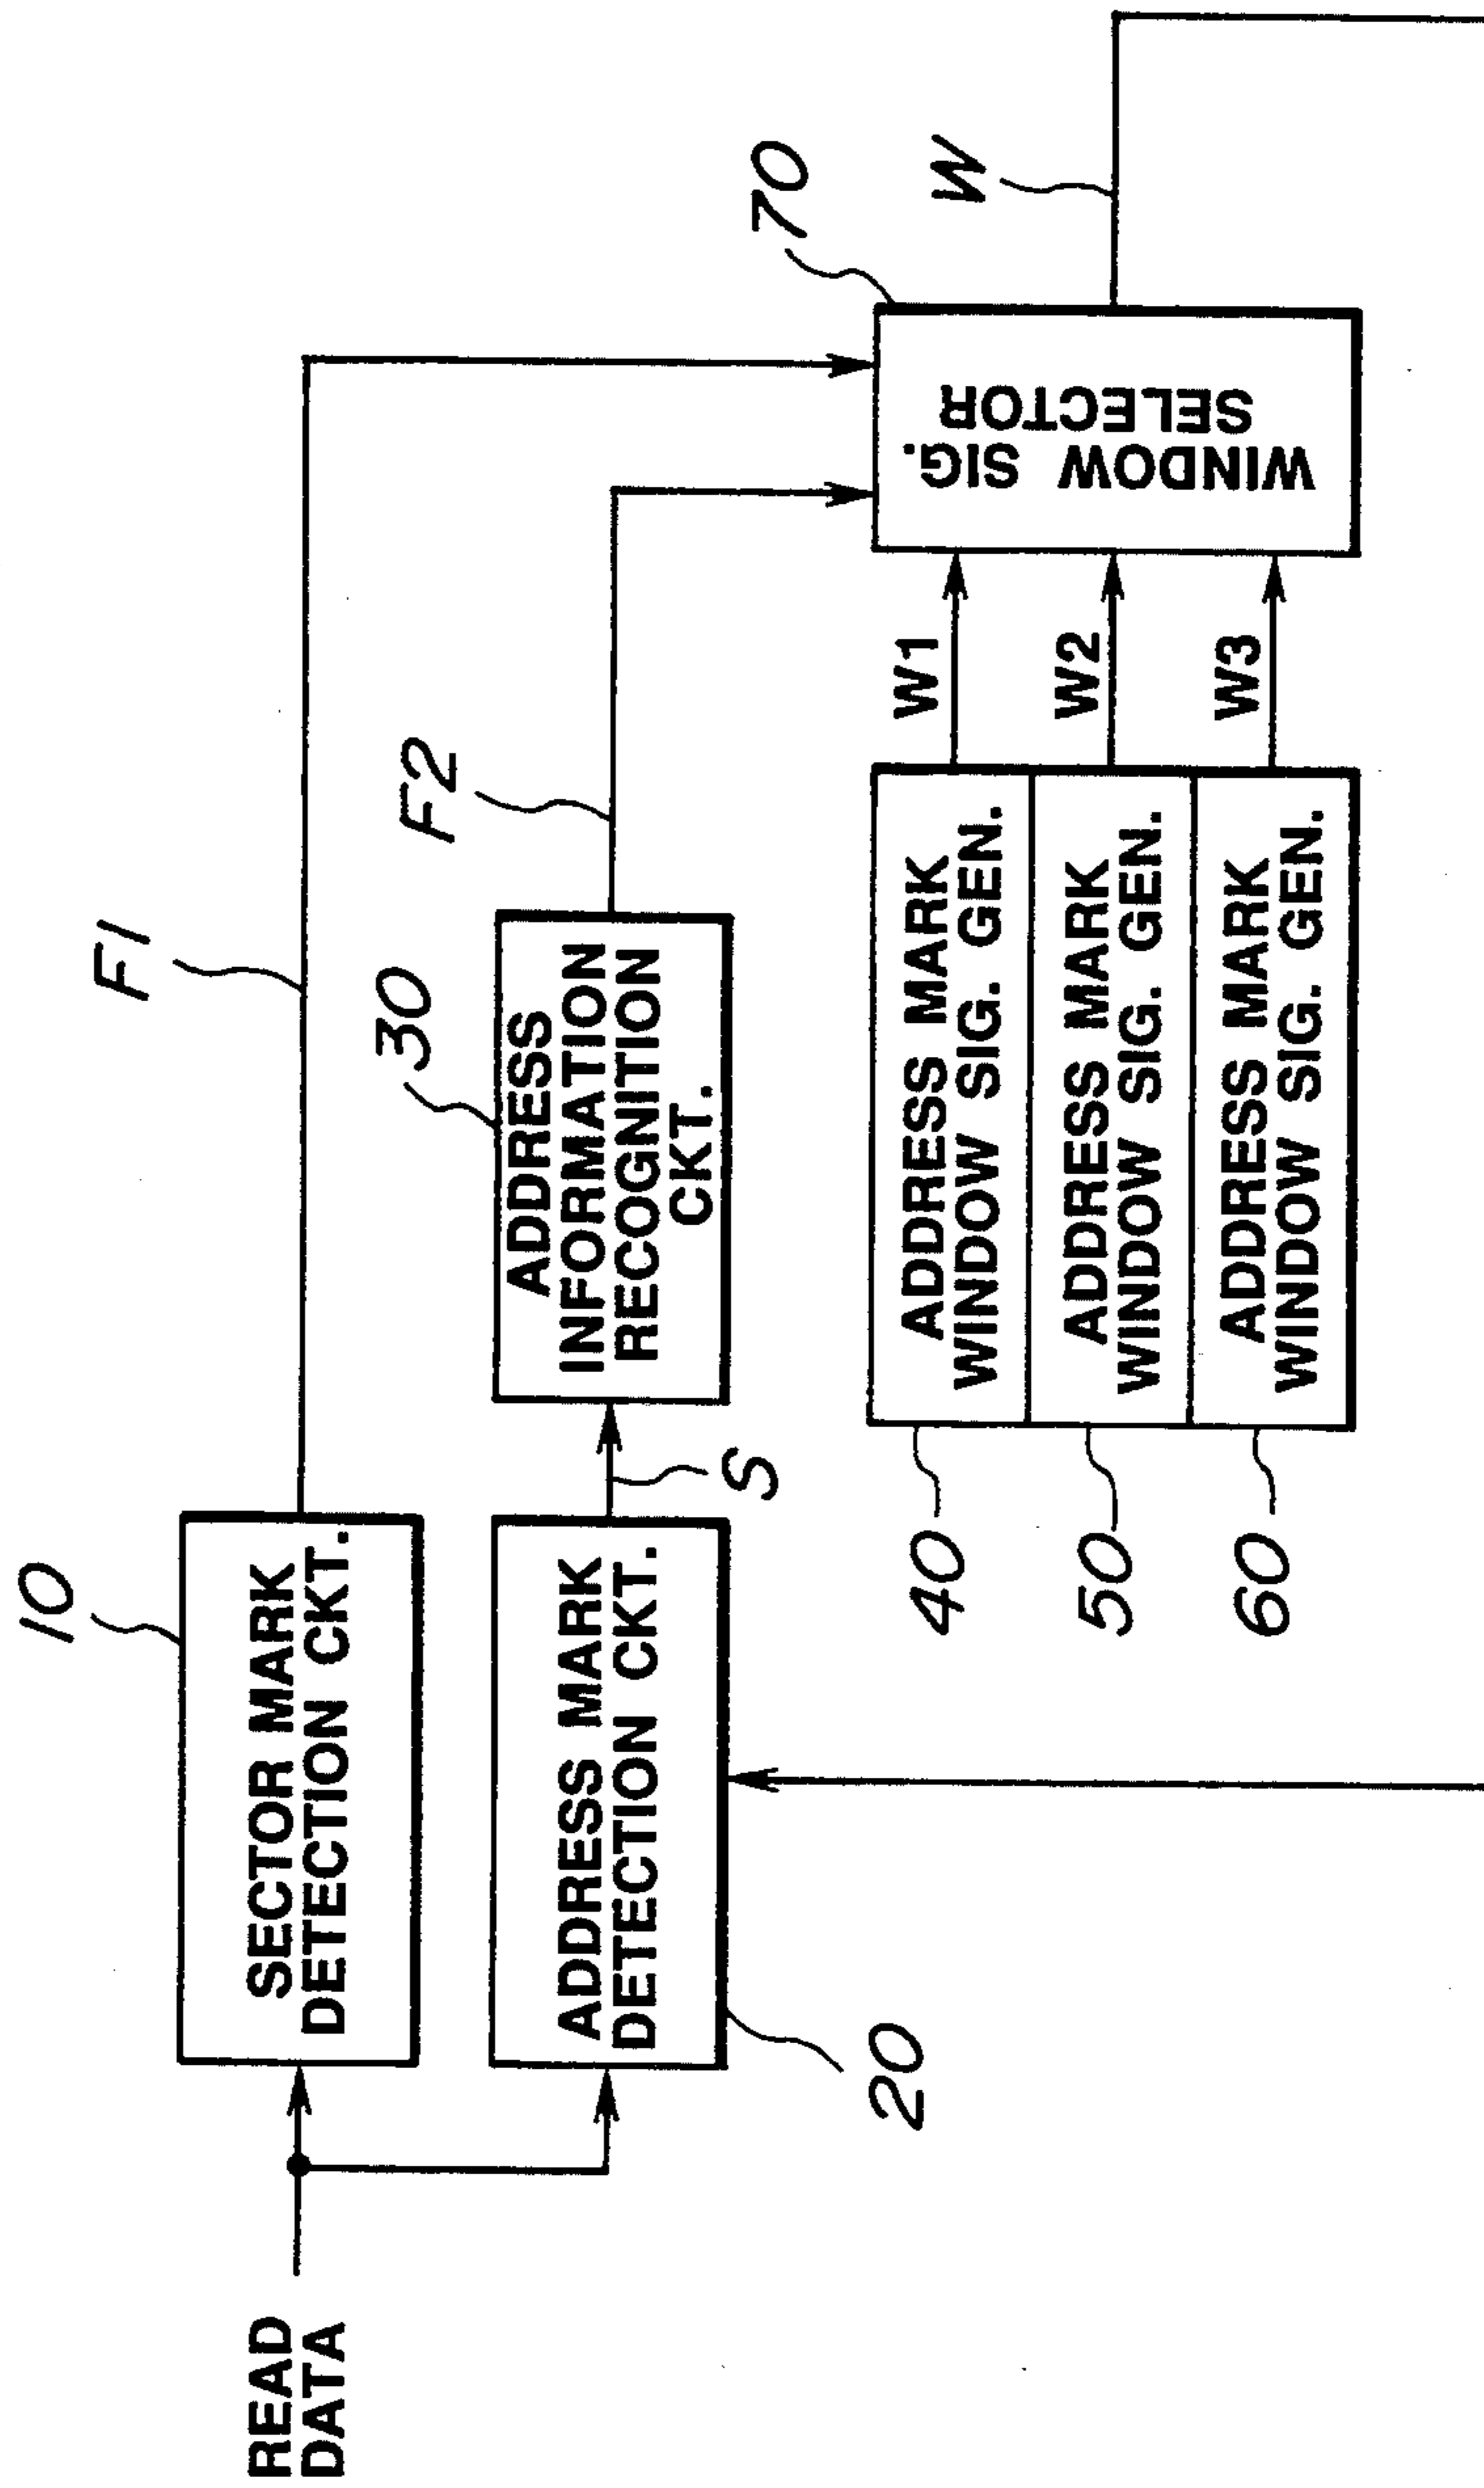 READ
DATA
10
SECTOR MARK
DETECTION CKT.
F1
20
ADDRESS MARK
DETECTION CKT.
S
30
ADDRESS
INFORMATION
RECOGNITION
CKT.
F2
40
ADDRESS MARK
WINDOW SIG. GEN.
W1
50
ADDRESS MARK
WINDOW SIG. GEN.
W2
60
ADDRESS MARK
WINDOW SIG. GEN.
W3
70
WINDOW SIG.
SELECTOR
W